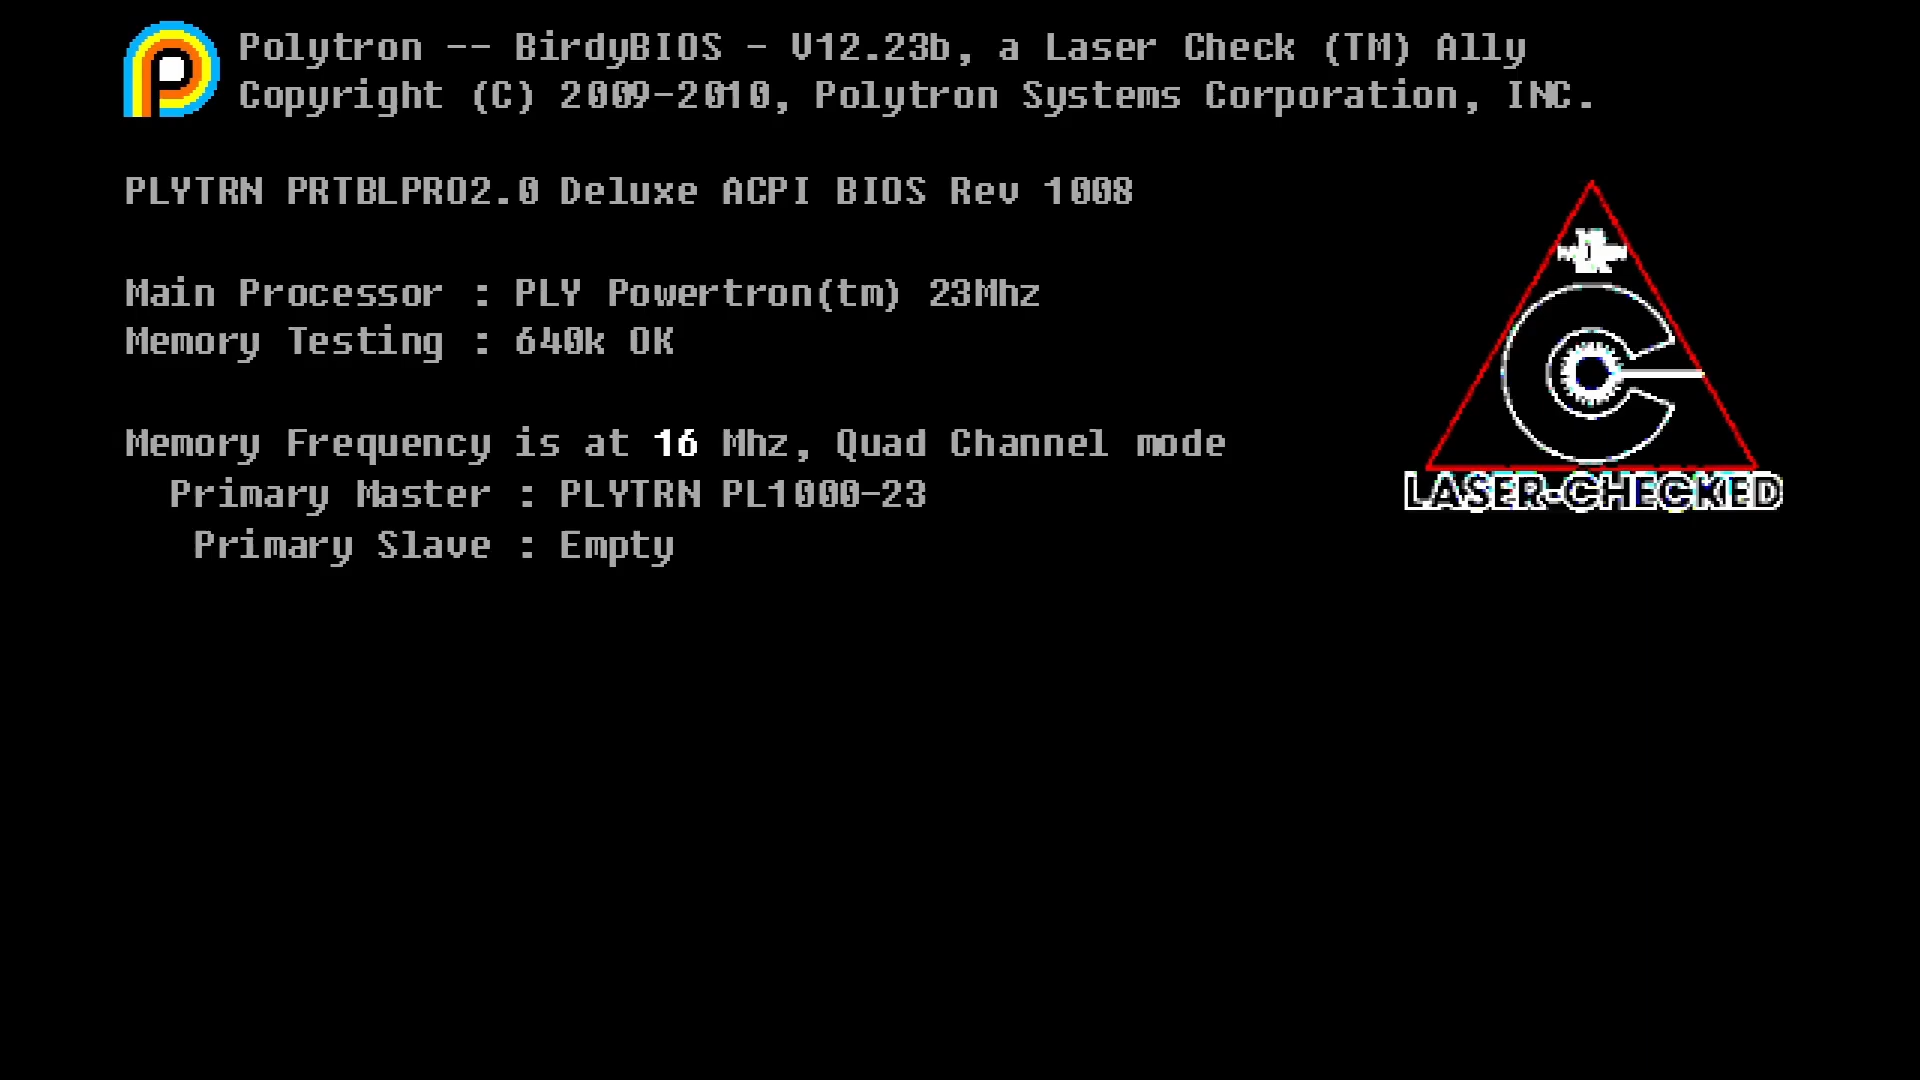 Polytron -- BirdyBIOS - V12.23b, a Laser Check (TM) Ally
Copyright (C) 2009-2010, Polytron Systems Corporation, INC.
PLYTRN PRTBLPRO2.0 Deluxe ACPI BIOS Rev 1008
Main Processor : PLY Powertron(tm) 23Mhz
Memory Testing : 640k OK
Memory Frequency is at 16 Mhz, Quad Channel mode
Primary Master : PLYTRN PL1000-23
Primary Slave : Empty
LASER-CHECKED